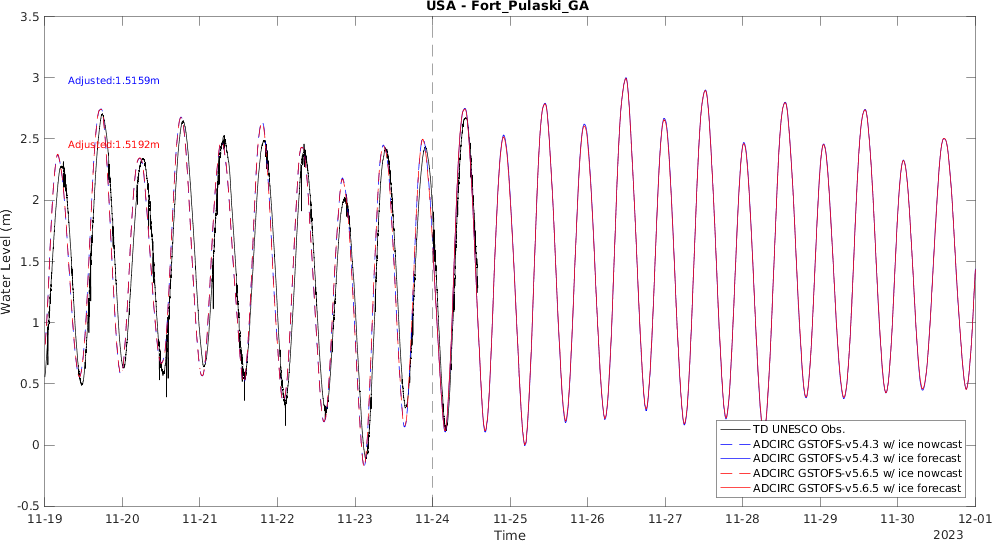 USA - Fort_Pulaski_GA
3.5
3
2.5
2
1.5
1
0.5
0
-0.5
Water Level (m)
Adjusted:1.5159m
Adjusted:1.5192m
TD UNESCO Obs.
ADCIRC GSTOFS-v5.4.3 w/ ice nowcast
ADCIRC GSTOFS-v5.4.3 w/ ice forecast
ADCIRC GSTOFS-v5.6.5 w/ ice nowcast
ADCIRC GSTOFS-v5.6.5 w/ ice forecast
11-19 11-20 11-21 11-22 11-23 11-24 11-25 11-26 11-27 11-28 11-29 11-30 12-01
Time
2023